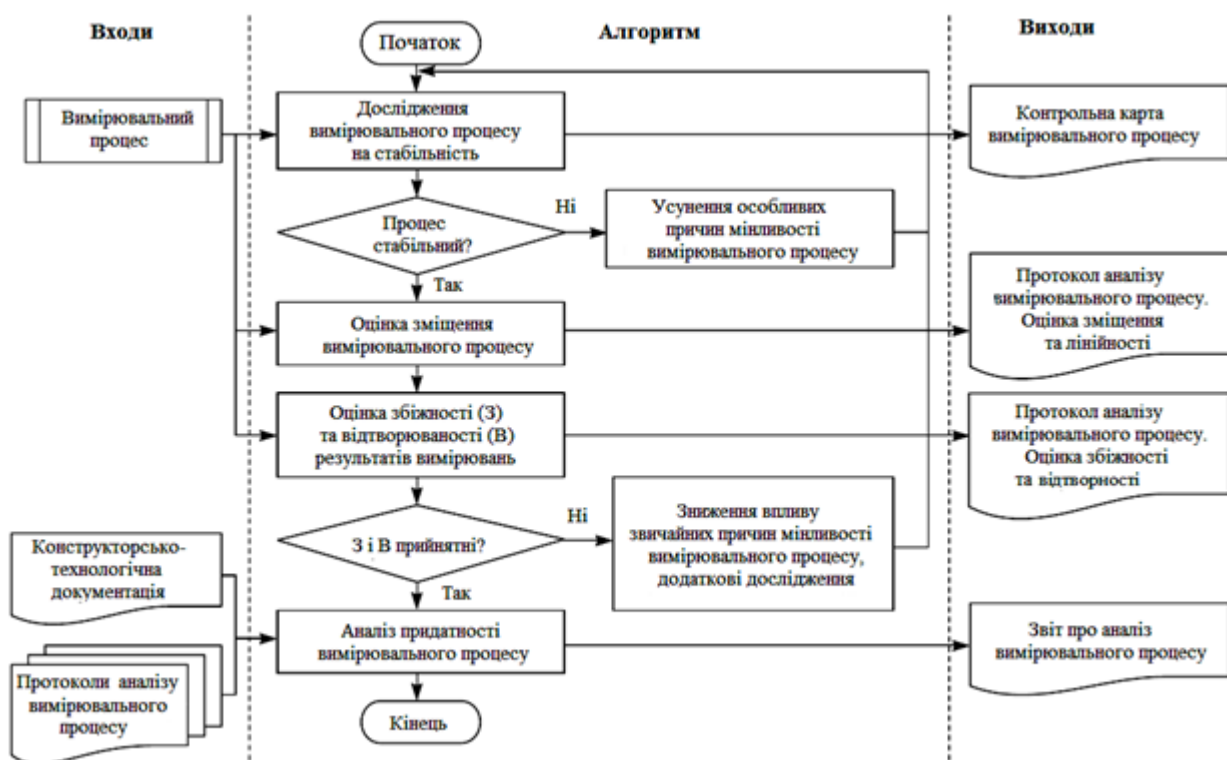 Входи
Алгоритм
Виходи
Початок
Вимірювальний
процес
Дослідження
вимірювального процесу
на стабільність
Контрольна карта
вимірювального процесу
Процес
стабільний?
Ні
Усунення особливих
причин мінливості
вимірювального процесу
Так
Оцінка зміщення
вимірювального процесу
Протокол аналізу
вимірювального процесу.
Оцінка зміщення
та лінійності
Оцінка збіжності (З)
та відтворюваності (В)
результатів вимірювань
Протокол аналізу
вимірювального процесу.
Оцінка збіжності
та відтворності
З і В прийнятні?
Ні
Зниження впливу
звичайних причин мінливості
вимірювального процесу,
додаткові дослідження
Так
Конструкторсько-
технологічна
документація
Протоколи аналізу
вимірювального
процесу
Аналіз придатності
вимірювального процесу
Звіт про аналіз
вимірювального процесу
Кінець